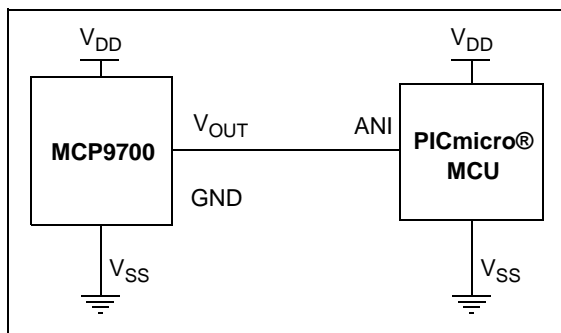 VDD
VDD
VOUT
ANI
MCP9700
PICmicro®
MCU
GND
VSS
VSS